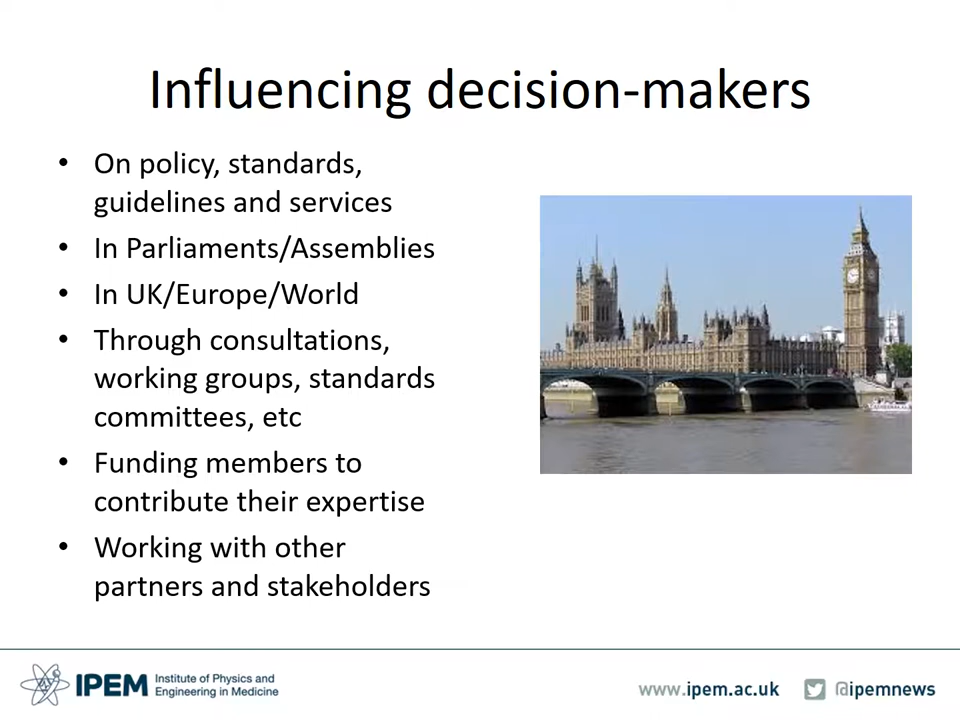 Influencing decision-makers
• On policy, standards,
guidelines and services
• In Parliaments/Assemblies
• In UK/Europe/World
• Through consultations,
working groups, standards
committees, etc
• Funding members to
contribute their expertise
• Working with other
partners and stakeholders
IPEM
Institute of Physics and
Engineering in Medicine
www.ipem.ac.uk
@ipemnews